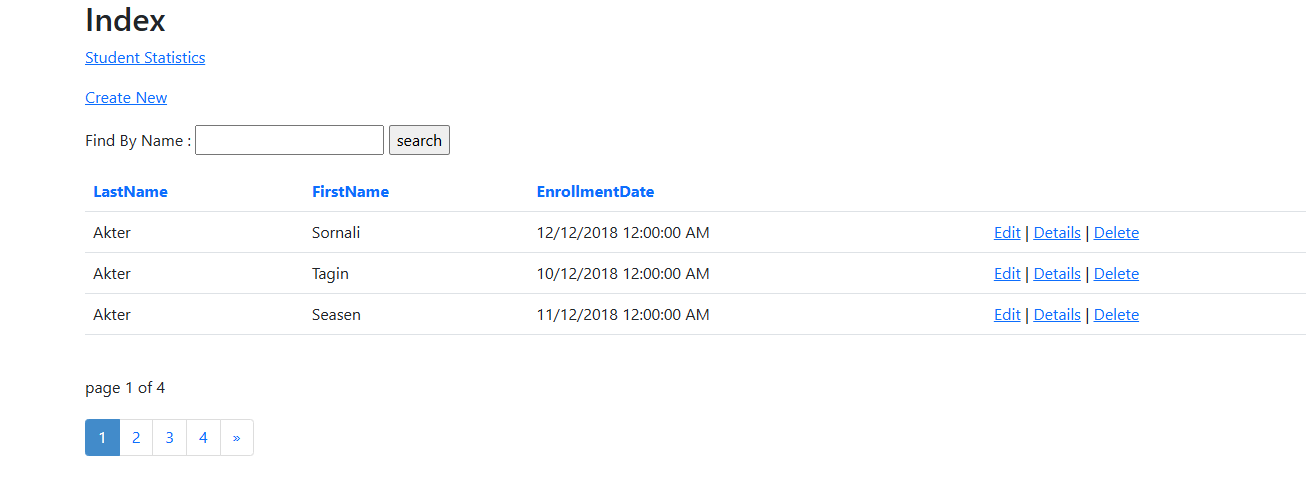 Index
Student Statistics
Create New
Find By Name : search
LastName FirstName EnrollmentDate
Akter Sornali 12/12/2018 12:00:00 AM Edit | Details | Delete
Akter Tagin 10/12/2018 12:00:00 AM Edit | Details | Delete
Akter Seasen 11/12/2018 12:00:00 AM Edit | Details | Delete
page 1 of 4
1 2 3 4 »